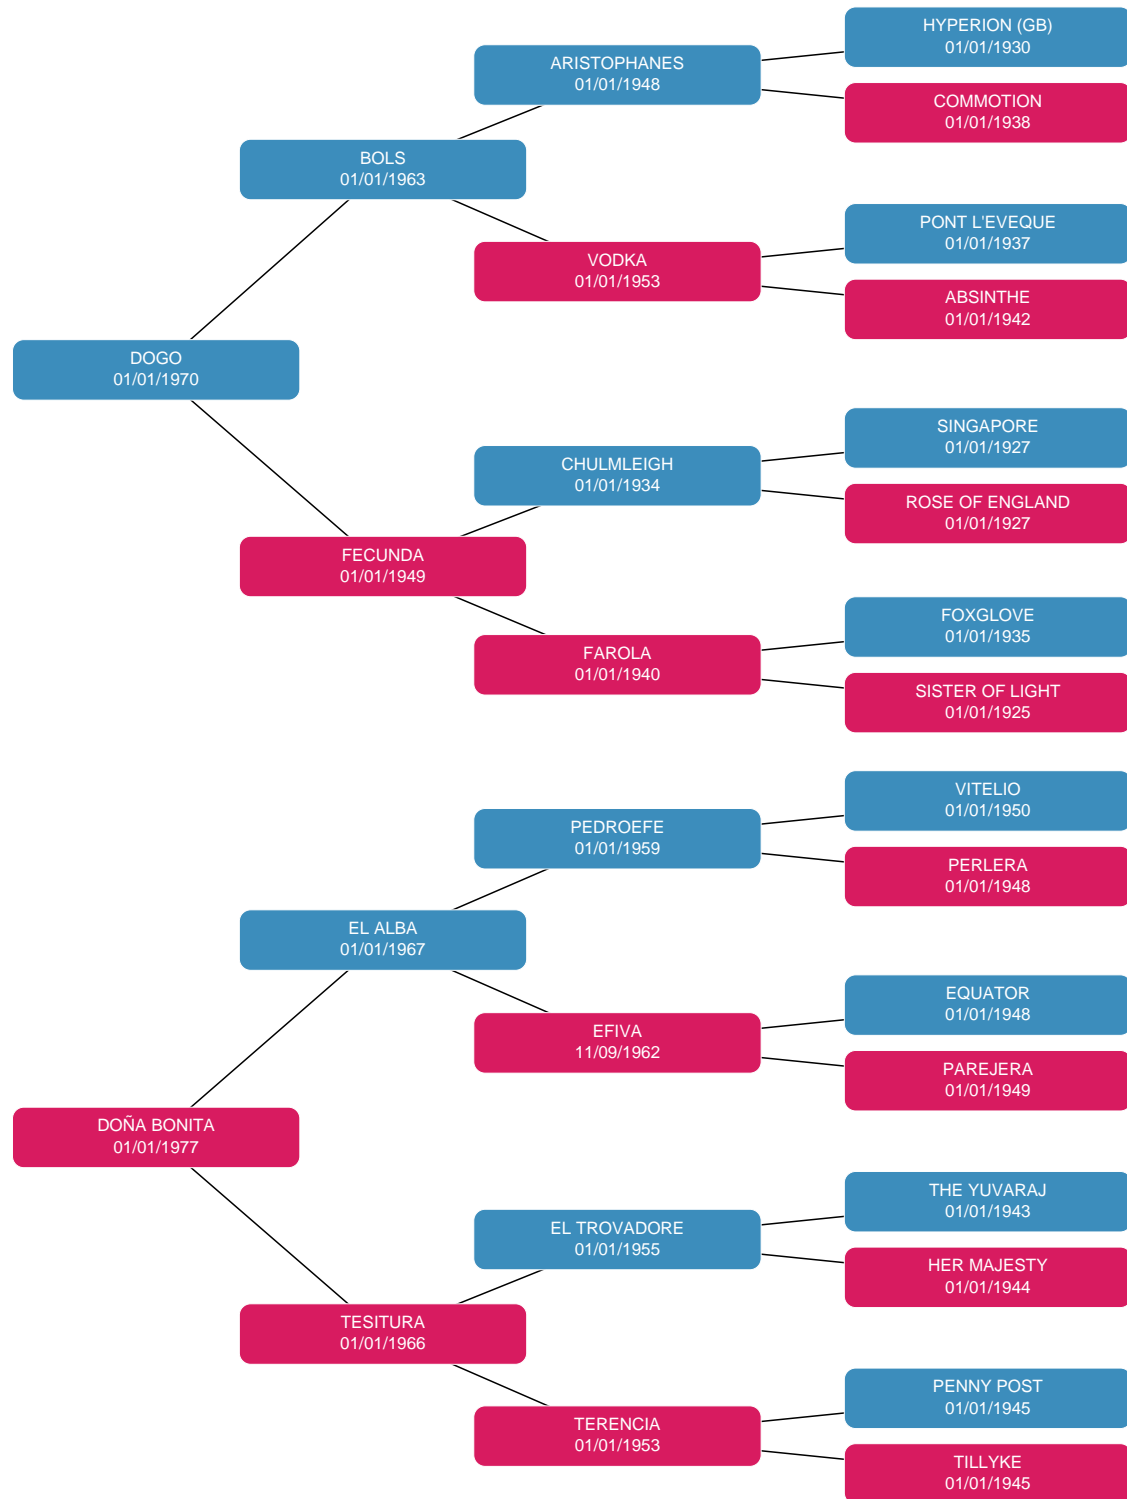 HYPERION (GB)
01/01/1930
ARISTOPHANES
01/01/1948
COMMOTION
01/01/1938
BOLS
01/01/1963
PONT L'EVEQUE
01/01/1937
VODKA
01/01/1953
ABSINTHE
01/01/1942
DOGO
01/01/1970
SINGAPORE
01/01/1927
CHULMLEIGH
01/01/1934
ROSE OF ENGLAND
01/01/1927
FECUNDA
01/01/1949
FOXGLOVE
01/01/1935
FAROLA
01/01/1940
SISTER OF LIGHT
01/01/1925
VITELIO
01/01/1950
PEDROEFE
01/01/1959
PERLERA
01/01/1948
EL ALBA
01/01/1967
EQUATOR
01/01/1948
EFIVA
11/09/1962
PAREJERA
01/01/1949
DOÑA BONITA
01/01/1977
THE YUVARAJ
01/01/1943
EL TROVADORE
01/01/1955
HER MAJESTY
01/01/1944
TESITURA
01/01/1966
PENNY POST
01/01/1945
TERENCIA
01/01/1953
TILLYKE
01/01/1945